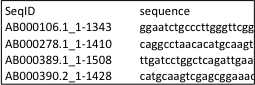 SeqID sequence
AB000106.1_1-1343 ggaatctgcccttgggttcgg
AB000278.1_1-1410 caggcctaacacatgcaagt
AB000389.1_1-1508 ttgatcctggctcagattgaa
AB000390.2_1-1428 catgcaagtcgagcggaaac